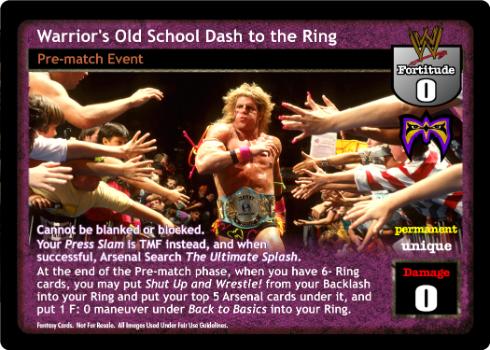 Warrior's Old School Dash to the Ring
Pre-match Event
W
Fortitude
0
Cannot be blanked or blocked.
Your Press Slam is TMF instead, and when
successful, Arsenal Search The Ultimate Splash.
At the end of the Pre-match phase, when you have 6- Ring
cards, you may put Shut Up and Wrestle! from your Backlash
into your Ring and put your top 5 Arsenal cards under it, and
put 1 F: 0 maneuver under Back to Basics into your Ring.
permanent
unique
Damage
0
Fantasy Cards. Not For Resale. All Images Used Under Fair Use Guidelines.